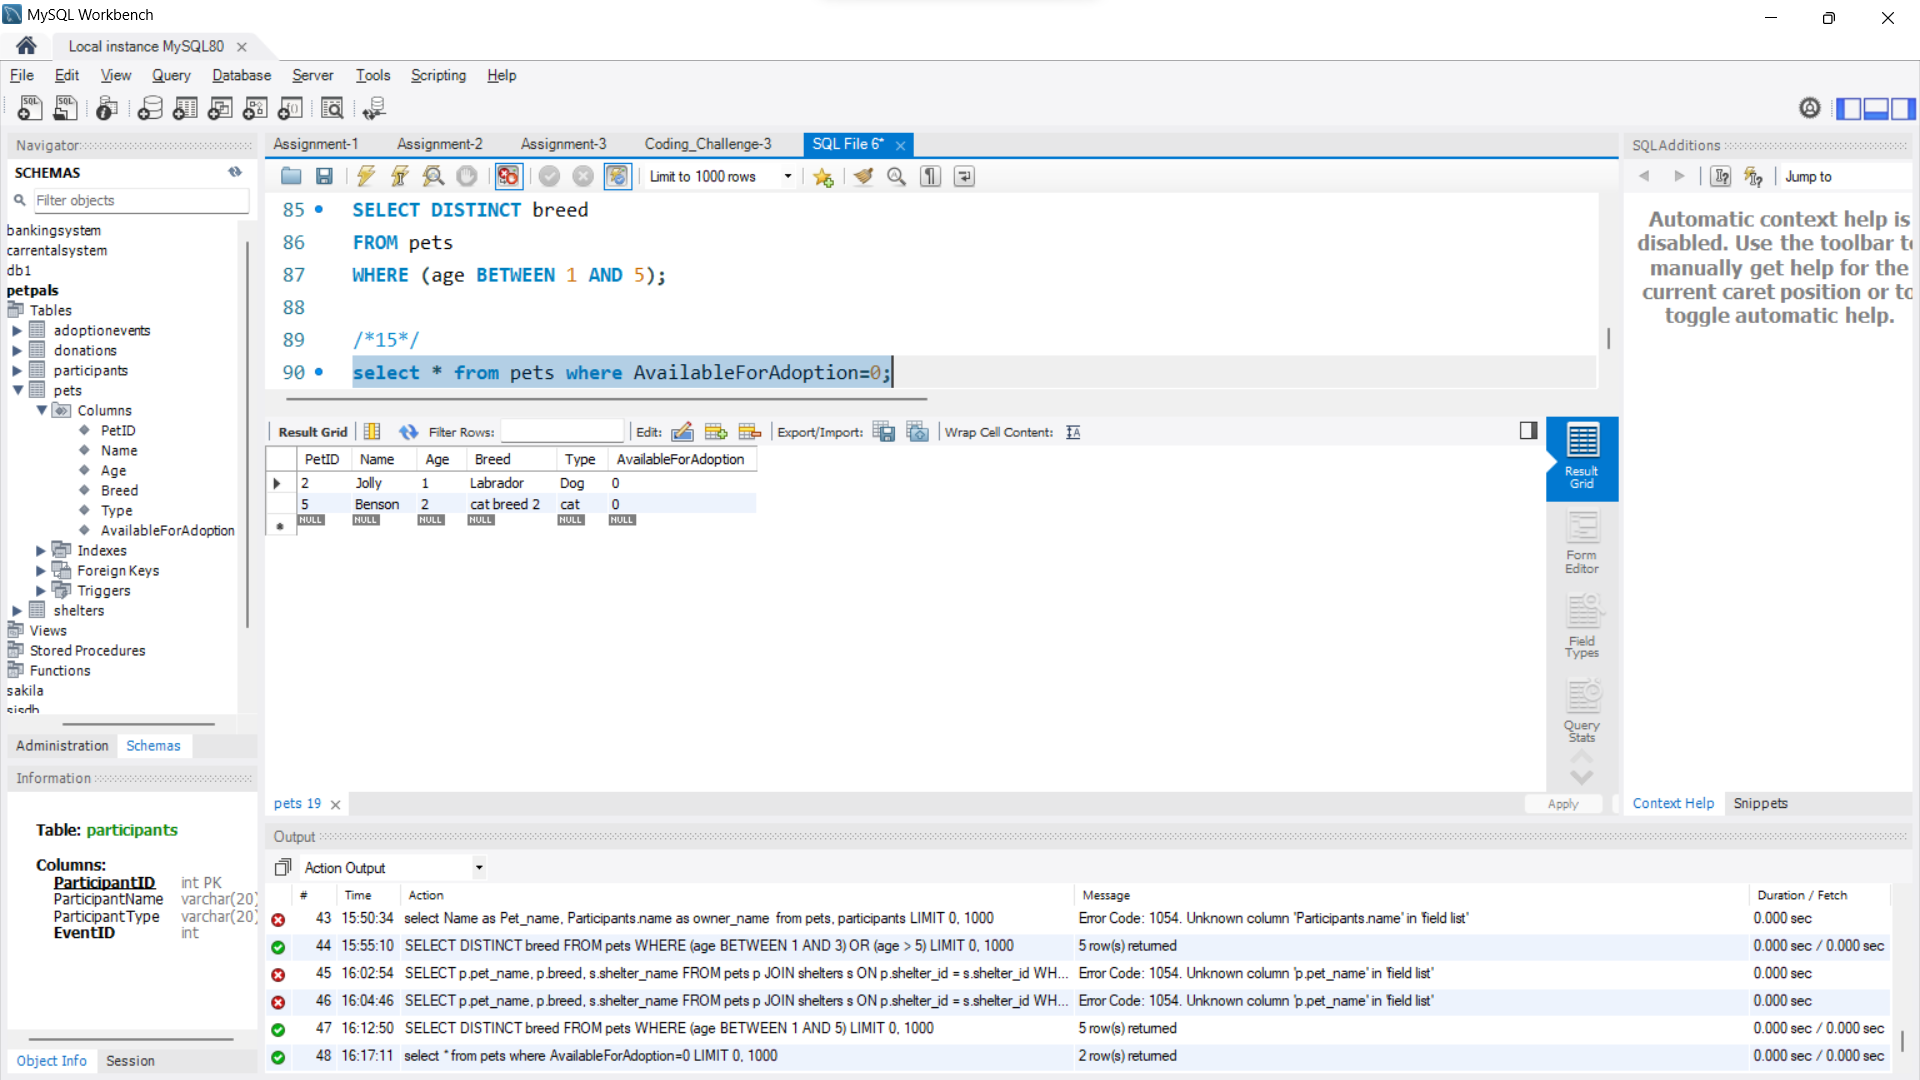 MySQL Workbench
Local instance MySQL80
File Edit View Query Database Server Tools Scripting Help
Navigator
SCHEMAS
Filter objects
bankingsystem
carrentalsystem
db1
petpals
Tables
adoptionevents
donations
participants
pets
Columns
PetID
Name
Age
Breed
Type
AvailableForAdoption
Indexes
Foreign Keys
Triggers
shelters
Views
Stored Procedures
Functions
sakila
sisdb
Administration Schemas
Information
Table: participants
Columns:
ParticipantID int PK
ParticipantName varchar(20)
ParticipantType varchar(20)
EventID int
Object Info Session
Assignment-1 Assignment-2 Assignment-3 Coding_Challenge-3 SQL File 6*
Limit to 1000 rows
85 SELECT DISTINCT breed
86 FROM pets
87 WHERE (age BETWEEN 1 AND 5);
88
89 /*15*/
90 select * from pets where AvailableForAdoption=0;
Result Grid Filter Rows: Edit: Export/Import: Wrap Cell Content:
PetID Name Age Breed Type AvailableForAdoption
2 Jolly 1 Labrador Dog 0
5 Benson 2 cat breed 2 cat 0
NULL NULL NULL NULL NULL NULL
Result
Grid
Form
Editor
Field
Types
Query
Stats
pets 19
Apply
SQLAdditions
Jump to
Automatic context help is
disabled. Use the toolbar to
manually get help for the
current caret position or to
toggle automatic help.
Context Help Snippets
Output
Action Output
# Time Action Message Duration / Fetch
43 15:50:34 select Name as Pet_name, Participants.name as owner_name from pets, participants LIMIT 0, 1000 Error Code: 1054. Unknown column 'Participants.name' in 'field list' 0.000 sec
44 15:55:10 SELECT DISTINCT breed FROM pets WHERE (age BETWEEN 1 AND 3) OR (age > 5) LIMIT 0, 1000 5 row(s) returned 0.000 sec / 0.000 sec
45 16:02:54 SELECT p.pet_name, p.breed, s.shelter_name FROM pets p JOIN shelters s ON p.shelter_id = s.shelter_id WH... Error Code: 1054. Unknown column 'p.pet_name' in 'field list' 0.000 sec
46 16:04:46 SELECT p.pet_name, p.breed, s.shelter_name FROM pets p JOIN shelters s ON p.shelter_id = s.shelter_id WH... Error Code: 1054. Unknown column 'p.pet_name' in 'field list' 0.000 sec
47 16:12:50 SELECT DISTINCT breed FROM pets WHERE (age BETWEEN 1 AND 5) LIMIT 0, 1000 5 row(s) returned 0.000 sec / 0.000 sec
48 16:17:11 select * from pets where AvailableForAdoption=0 LIMIT 0, 1000 2 row(s) returned 0.000 sec / 0.000 sec